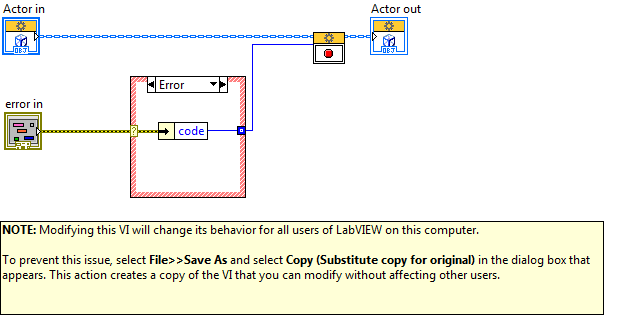 Actor in
Actor out
OBJ
OBJ
Error
error in
?
code
NOTE: Modifying this VI will change its behavior for all users of LabVIEW on this computer.
To prevent this issue, select File>>Save As and select Copy (Substitute copy for original) in the dialog box that
appears. This action creates a copy of the VI that you can modify without affecting other users.